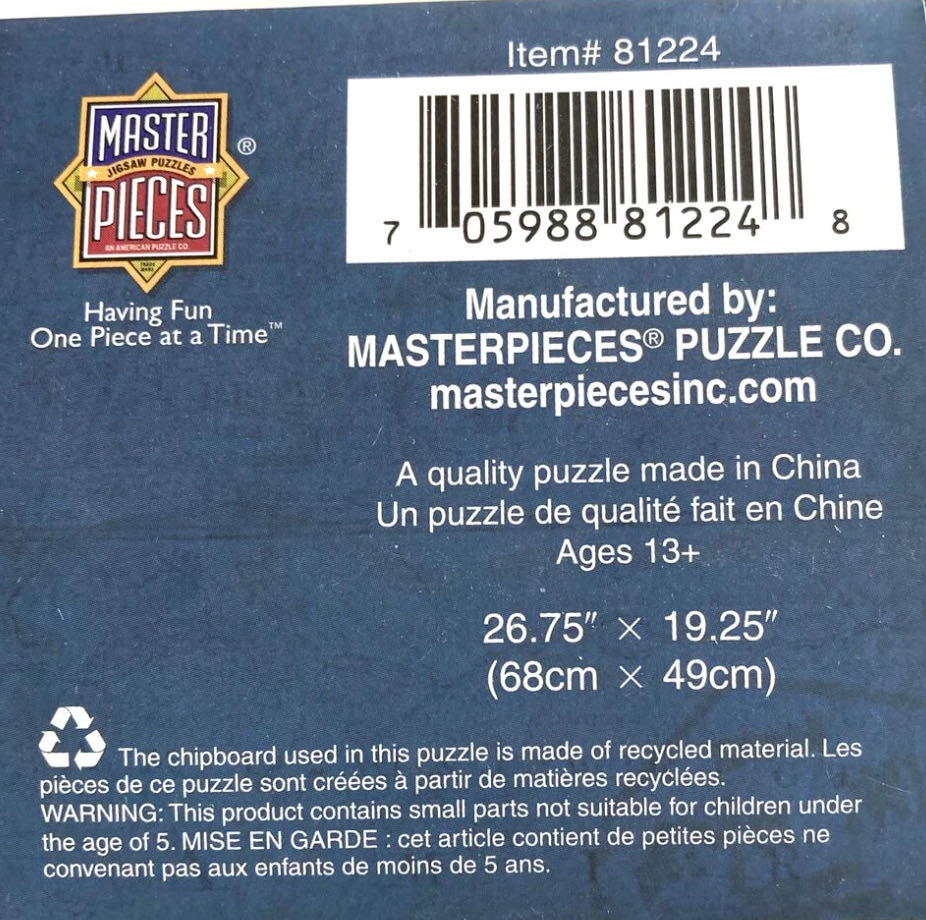 Item# 81224
MASTER
JIGSAW PUZZLES
PIECES
AN AMERICAN PUZZLE CO.
TRADE
MARK
®
Having Fun
One Piece at a Time™
7 05988 81224 8
Manufactured by:
MASTERPIECES® PUZZLE CO.
masterpiecesinc.com
A quality puzzle made in China
Un puzzle de qualité fait en Chine
Ages 13+
26.75" × 19.25"
(68cm × 49cm)
The chipboard used in this puzzle is made of recycled material. Les
pièces de ce puzzle sont créées à partir de matières recyclées.
WARNING: This product contains small parts not suitable for children under
the age of 5. MISE EN GARDE : cet article contient de petites pièces ne
convenant pas aux enfants de moins de 5 ans.